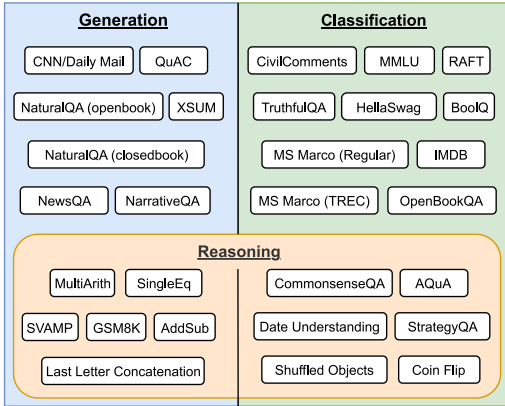 Generation
CNN/Daily Mail
QuAC
NaturalQA (openbook)
XSUM
NaturalQA (closedbook)
NewsQA
NarrativeQA
Classification
CivilComments
MMLU
RAFT
TruthfulQA
HellaSwag
BoolQ
MS Marco (Regular)
IMDB
MS Marco (TREC)
OpenBookQA
Reasoning
MultiArith
SingleEq
SVAMP
GSM8K
AddSub
Last Letter Concatenation
CommonsenseQA
AQuA
Date Understanding
StrategyQA
Shuffled Objects
Coin Flip